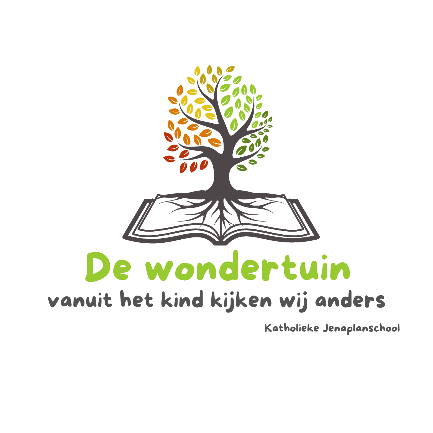 De wondertuin
vanuit het kind kijken wij anders
Katholieke Jenaplanschool